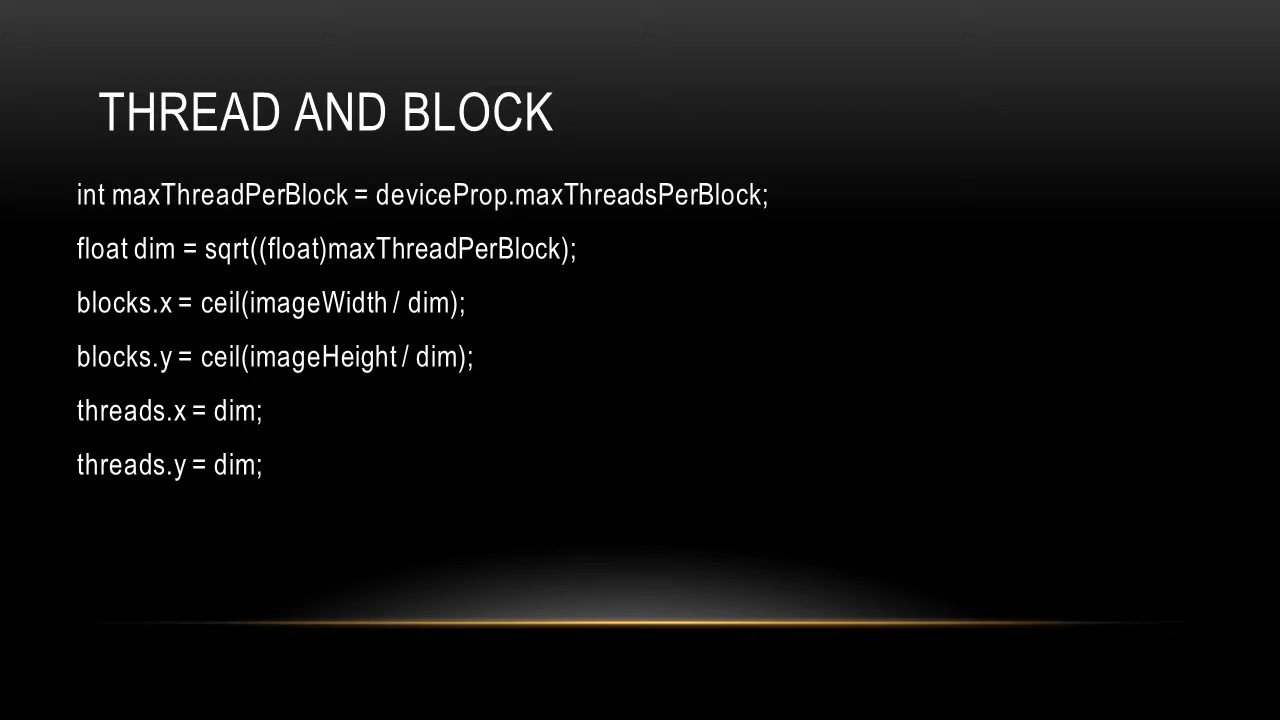 THREAD AND BLOCK
int maxThreadPerBlock = deviceProp.maxThreadsPerBlock;
float dim = sqrt((float)maxThreadPerBlock);
blocks.x = ceil(imageWidth / dim);
blocks.y = ceil(imageHeight / dim);
threads.x = dim;
threads.y = dim;